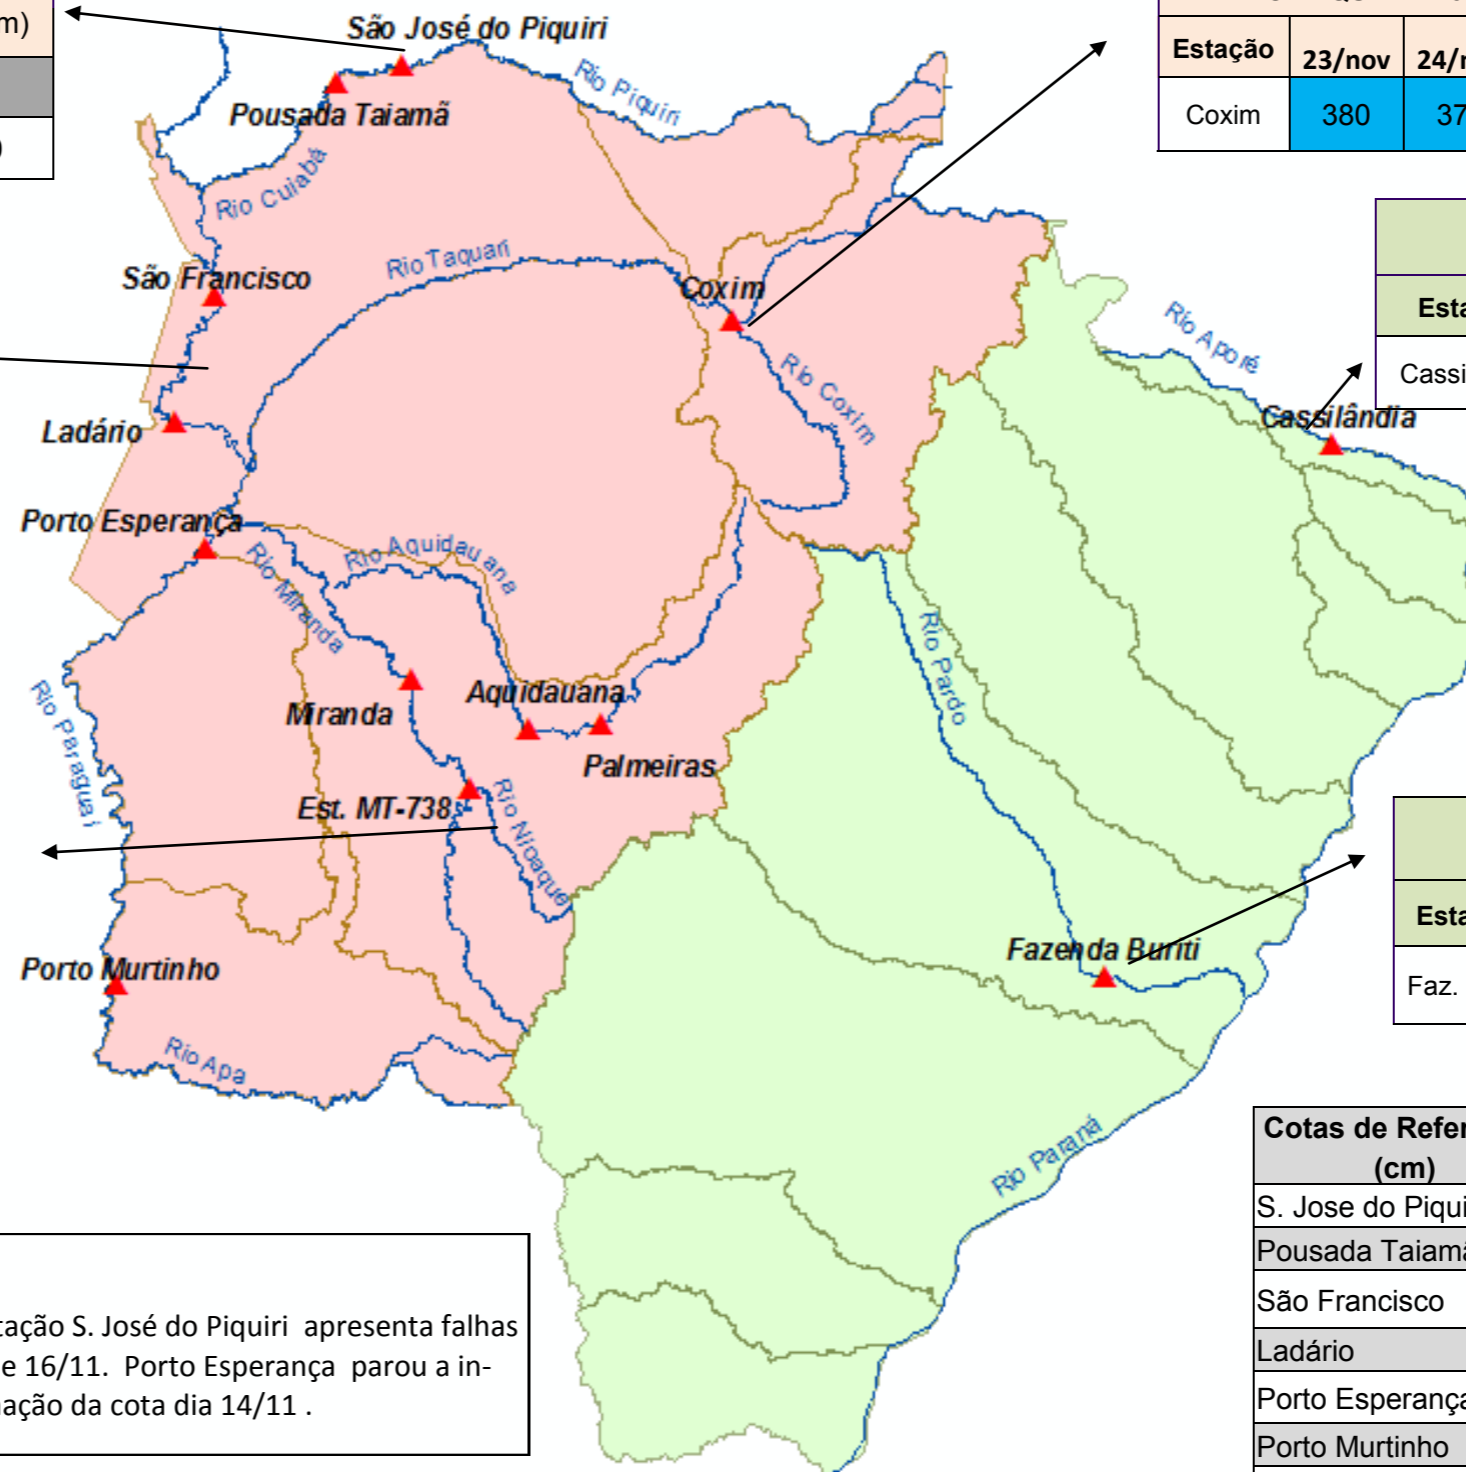 m)
São José do Piquiri
Pousada Taiamã
Rio Piquiri
Rio Cuiabá
Estação
23/nov
Coxim
380
São Francisco
Rio Taquari
Coxim
Rio Coxim
Rio Aporé
Cassilândia
Ladário
Porto Esperança
Rio Miranda
Rio Aquidauana
Rio Paraguai
Miranda
Aquidauana
Palmeiras
Rio Pardo
Est. MT-738
Rio Nioaque
Porto Murtinho
Fazenda Buriti
Faz.
Rio Apa
Rio Paraná
Cotas de Refer
(cm)
S. Jose do Piqui
Pousada Taiamã
São Francisco
Ladário
Porto Esperança
Porto Murtinho
tação S. José do Piquiri apresenta falhas
e 16/11. Porto Esperança parou a in-
nação da cota dia 14/11 .